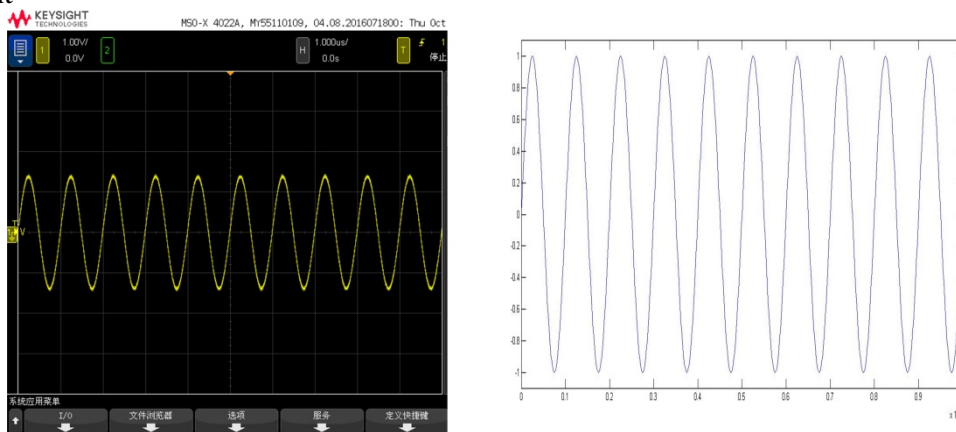 KEYSIGHT
TECHNOLOGIES
MSO-X 4022A, MY55110109, 04.08.2016071800: Thu Oct
1 1.00V/ 0.0V 2 H 1.000us/ 0.0s T 1 停止
系统应用菜单
I/O 文件浏览器 选项 服务 定义快捷键
1
0.8
0.6
0.4
0.2
0
-0.2
-0.4
-0.6
-0.8
-1
0 0.1 0.2 0.3 0.4 0.5 0.6 0.7 0.8 0.9